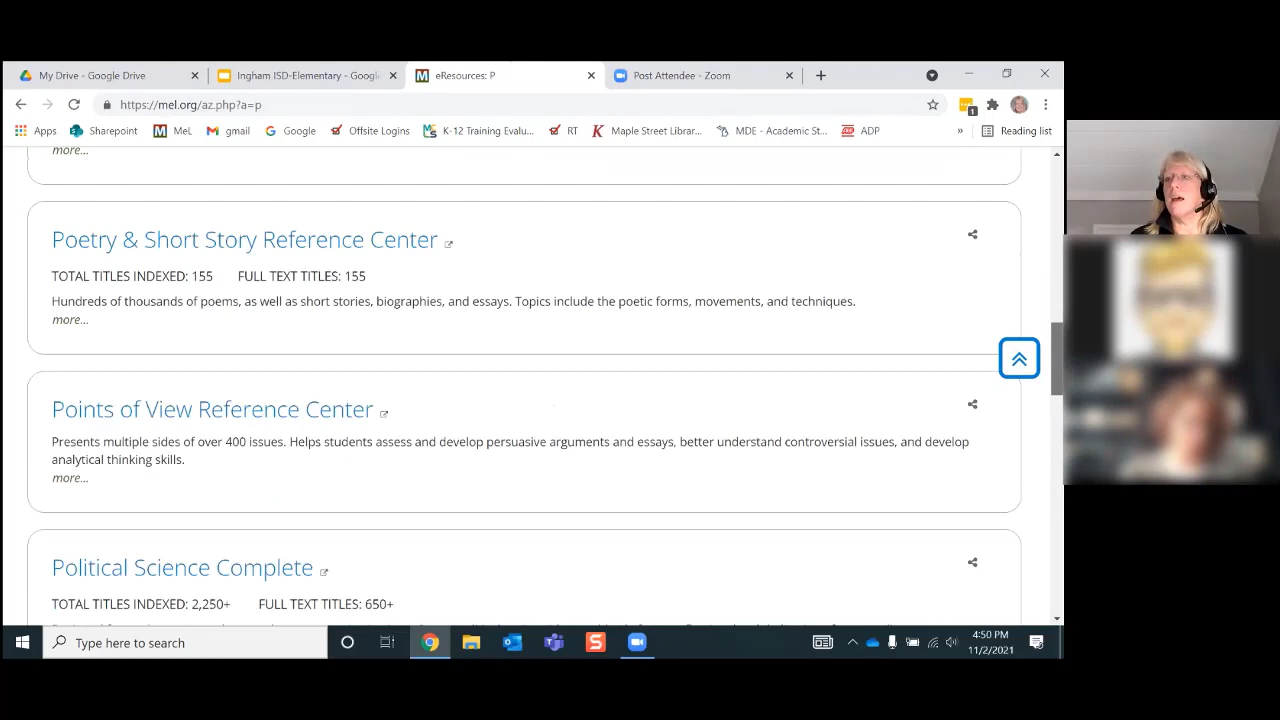 My Drive - Google Drive
Ingham ISD-Elementary - Google
eResources: P
Post Attendee - Zoom
https://mel.org/az.php?a=p
1
Apps
Sharepoint
MeL
gmail
Google
Offsite Logins
K-12 Training Evalu...
RT
Maple Street Librar...
MDE - Academic St...
ADP
»
Reading list
more...
Poetry & Short Story Reference Center
TOTAL TITLES INDEXED: 155 FULL TEXT TITLES: 155
Hundreds of thousands of poems, as well as short stories, biographies, and essays. Topics include the poetic forms, movements, and techniques.
more...
Points of View Reference Center
Presents multiple sides of over 400 issues. Helps students assess and develop persuasive arguments and essays, better understand controversial issues, and develop
analytical thinking skills.
more...
Political Science Complete
TOTAL TITLES INDEXED: 2,250+ FULL TEXT TITLES: 650+
Type here to search
4:50 PM
11/2/2021